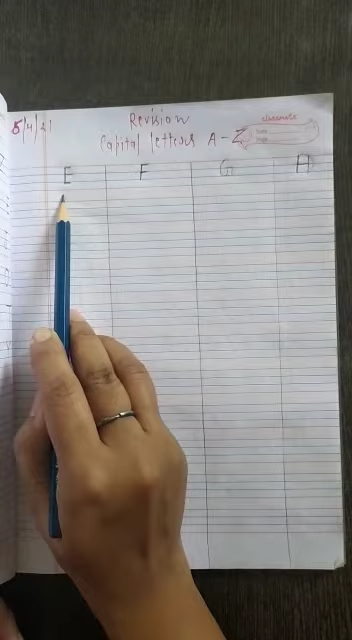 5/4/21 Revision
Capital letters A-Z
classmate
E F G H